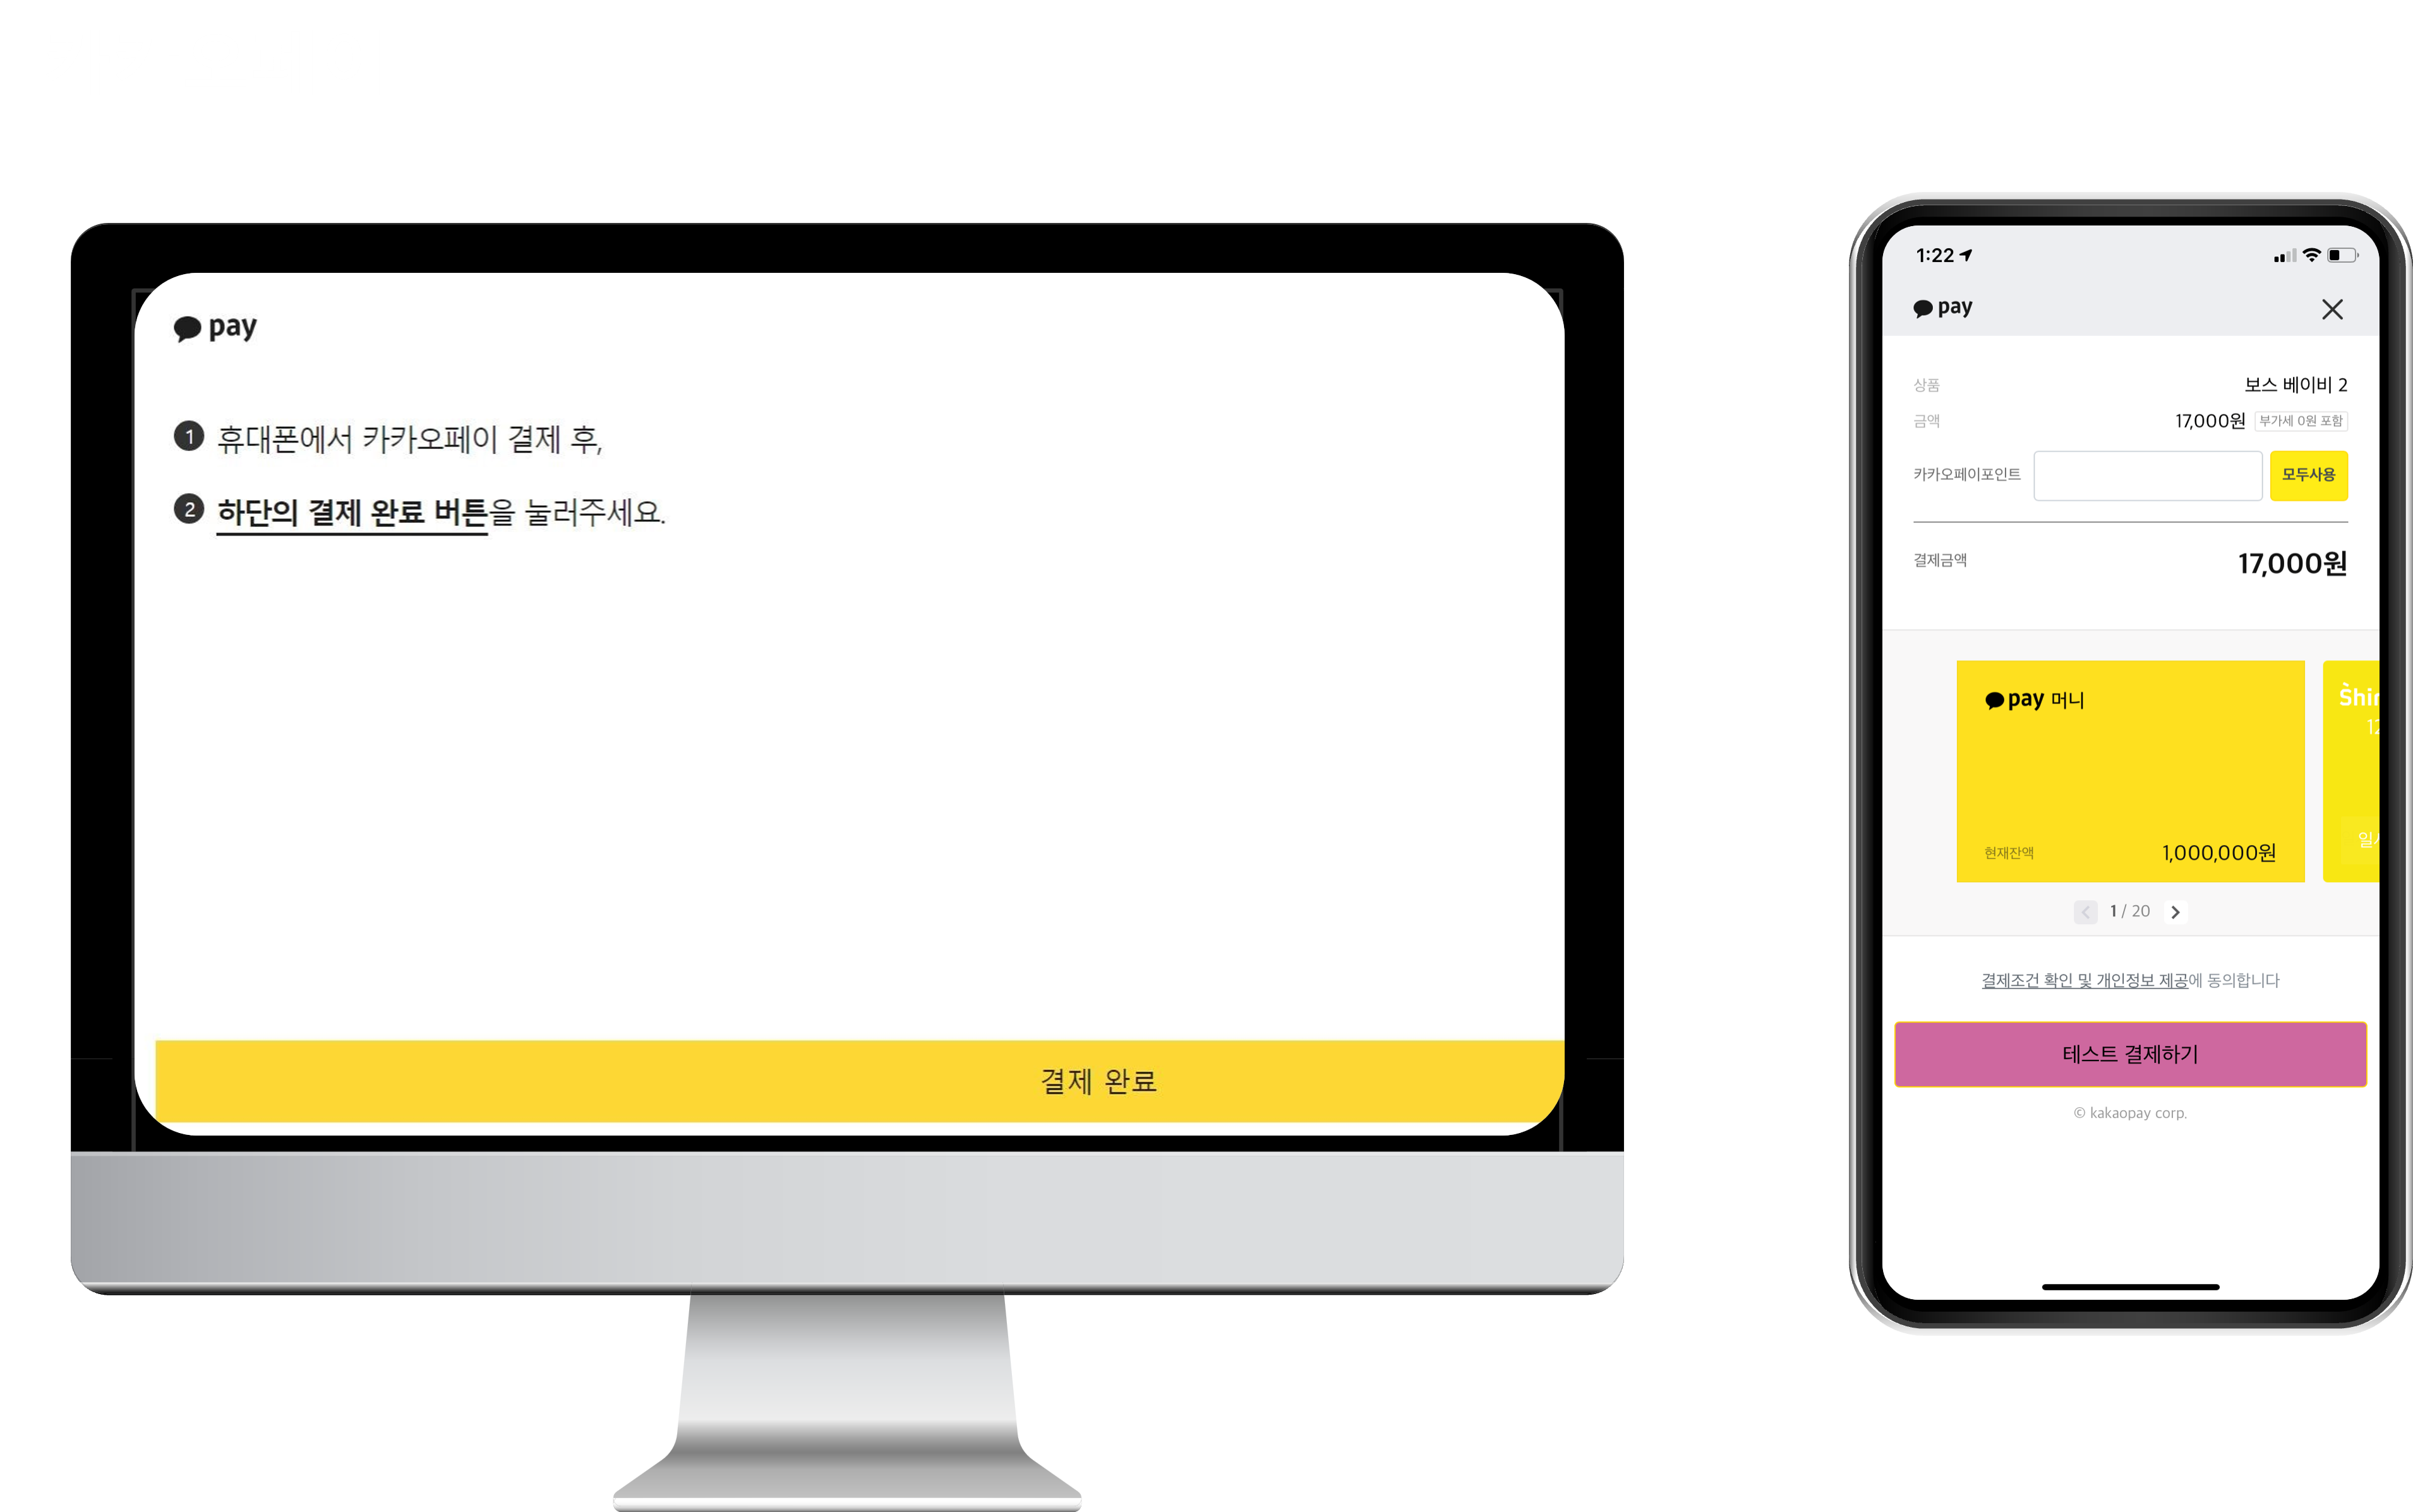 pay
1 휴대폰에서 카카오페이 결제 후,
2 하단의 결제 완료 버튼을 눌러주세요.
결제 완료
1:22
pay
상품 보스 베이비 2
금액 17,000원 부가세 0원 포함
카카오페이포인트 모두사용
결제금액 17,000원
pay 머니
현재잔액 1,000,000원
1 / 20
결제조건 확인 및 개인정보 제공에 동의합니다
테스트 결제하기
© kakaopay corp.